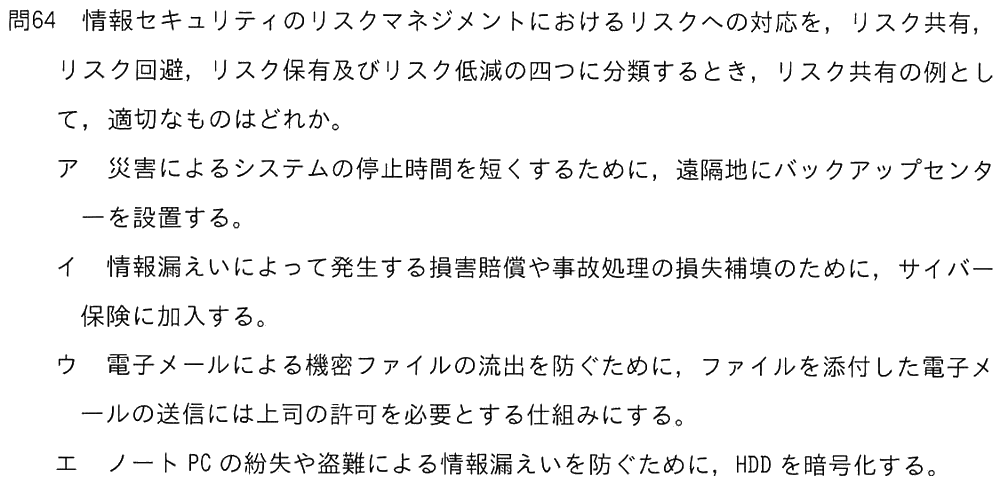 問64 情報セキュリティのリスクマネジメントにおけるリスクへの対応を，リスク共有，
リスク回避，リスク保有及びリスク低減の四つに分類するとき，リスク共有の例とし
て，適切なものはどれか。
ア 災害によるシステムの停止時間を短くするために，遠隔地にバックアップセンタ
ーを設置する。
イ 情報漏えいによって発生する損害賠償や事故処理の損失補填のために，サイバー
保険に加入する。
ウ 電子メールによる機密ファイルの流出を防ぐために，ファイルを添付した電子メ
ールの送信には上司の許可を必要とする仕組みにする。
エ ノートPCの紛失や盗難による情報漏えいを防ぐために，HDDを暗号化する。